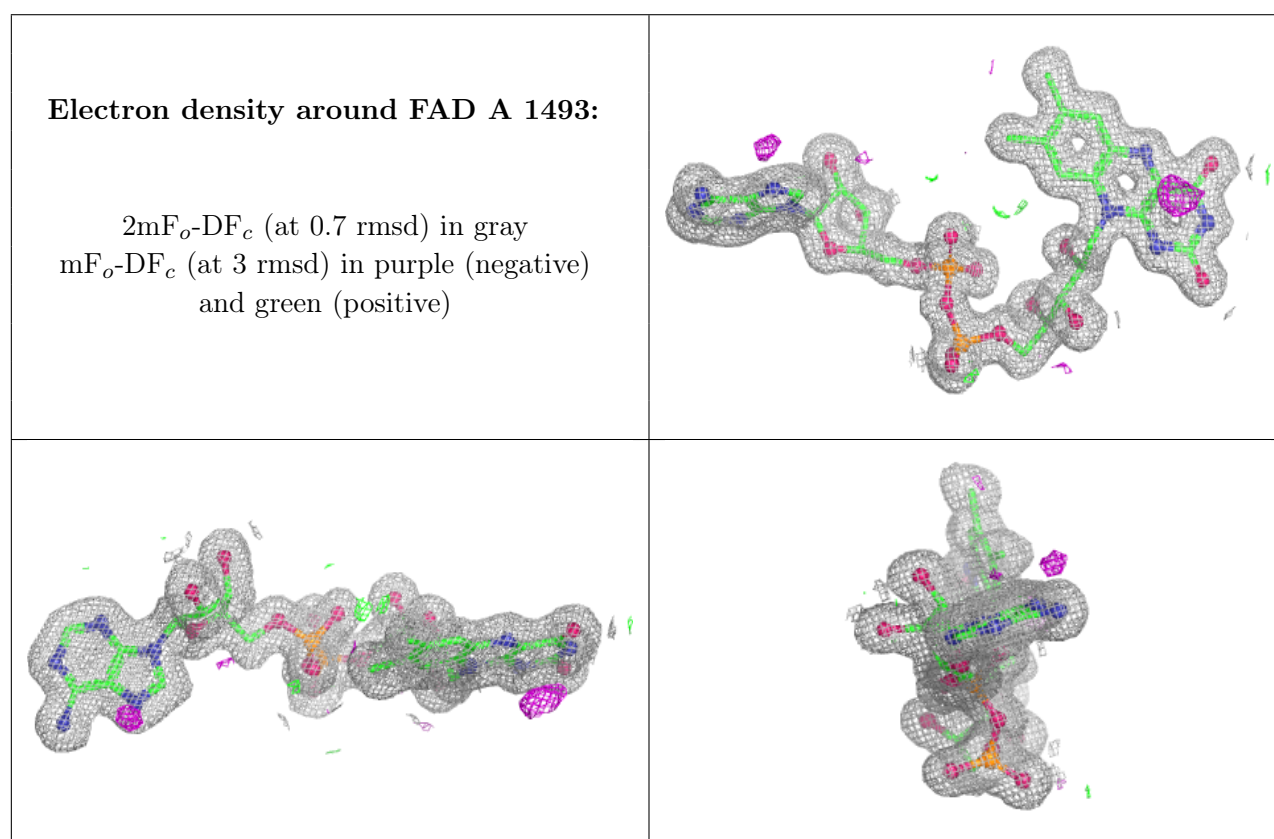 Electron density around FAD A 1493:
2mFo-DFc (at 0.7 rmsd) in gray
mFo-DFc (at 3 rmsd) in purple (negative)
and green (positive)